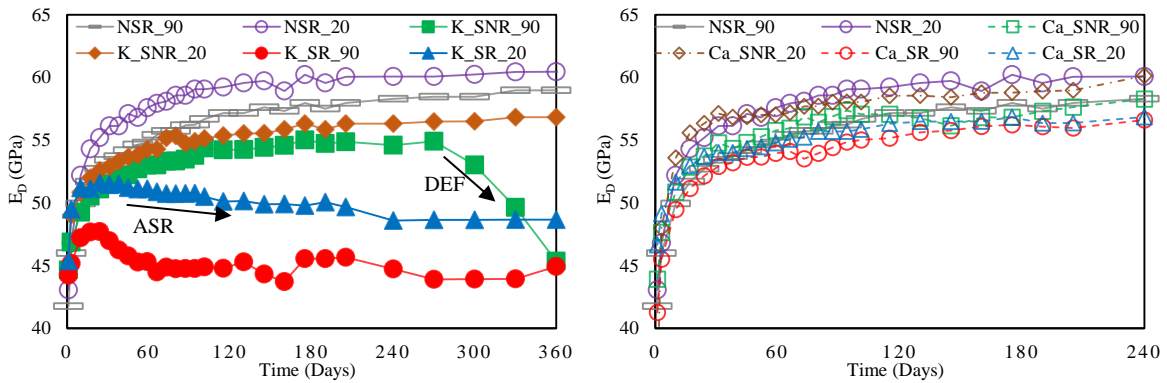 65
NSR_90 NSR_20 K_SNR_90
K_SNR_20 K_SR_90 K_SR_20
60
55
50
45
40
E_D (GPa)
DEF
ASR
0 60 120 180 240 300 360
Time (Days)
65
NSR_90 NSR_20 Ca_SNR_90
Ca_SNR_20 Ca_SR_90 Ca_SR_20
60
55
50
45
40
E_D (GPa)
0 60 120 180 240
Time (Days)